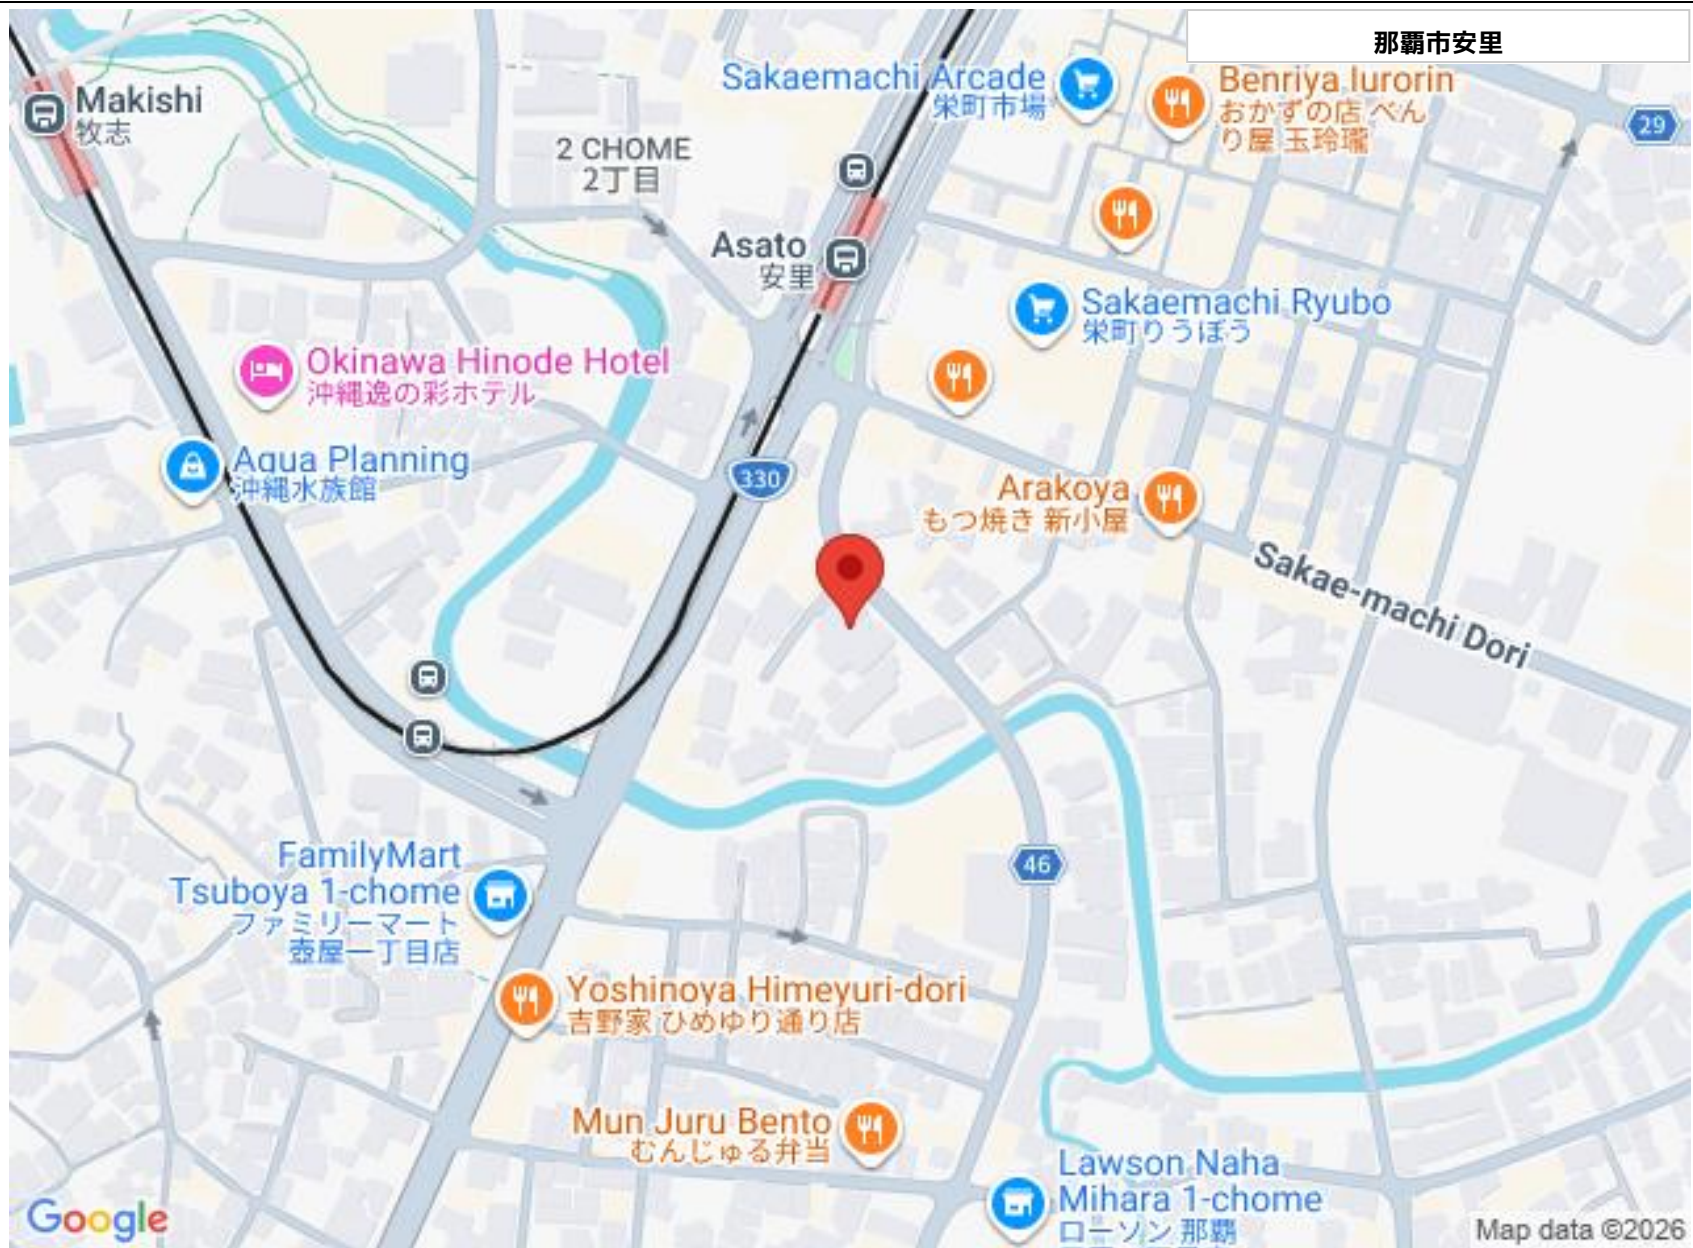 那覇市安里
Sakaemachi Arcade
栄町市場
Benriya Iurorin
おかずの店 べん
り屋 玉玲瓏
29
Makishi
牧志
2 CHOME
2丁目
Asato
安里
Sakaemachi Ryubo
栄町りうぼう
Okinawa Hinode Hotel
沖縄逸の彩ホテル
Aqua Planning
沖縄水族館
330
Arakoya
もつ焼き 新小屋
Sakae-machi Dori
FamilyMart
Tsuboya 1-chome
ファミリーマート
壺屋一丁目店
46
Yoshinoya Himeyuri-dori
吉野家 ひめゆり通り店
Mun Juru Bento
むんじゅる弁当
Lawson Naha
Mihara 1-chome
ローソン 那覇
Google
Map data ©2026